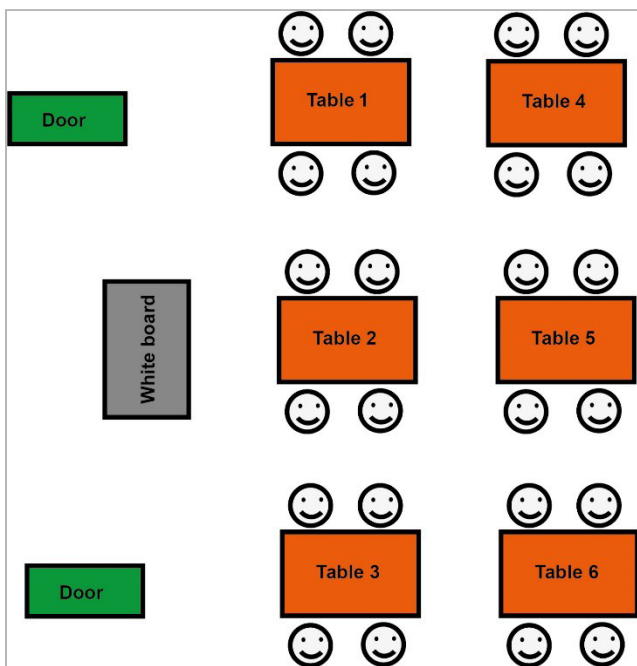 Table 1
Table 4
Door
White board
Table 2
Table 5
Table 3
Table 6
Door